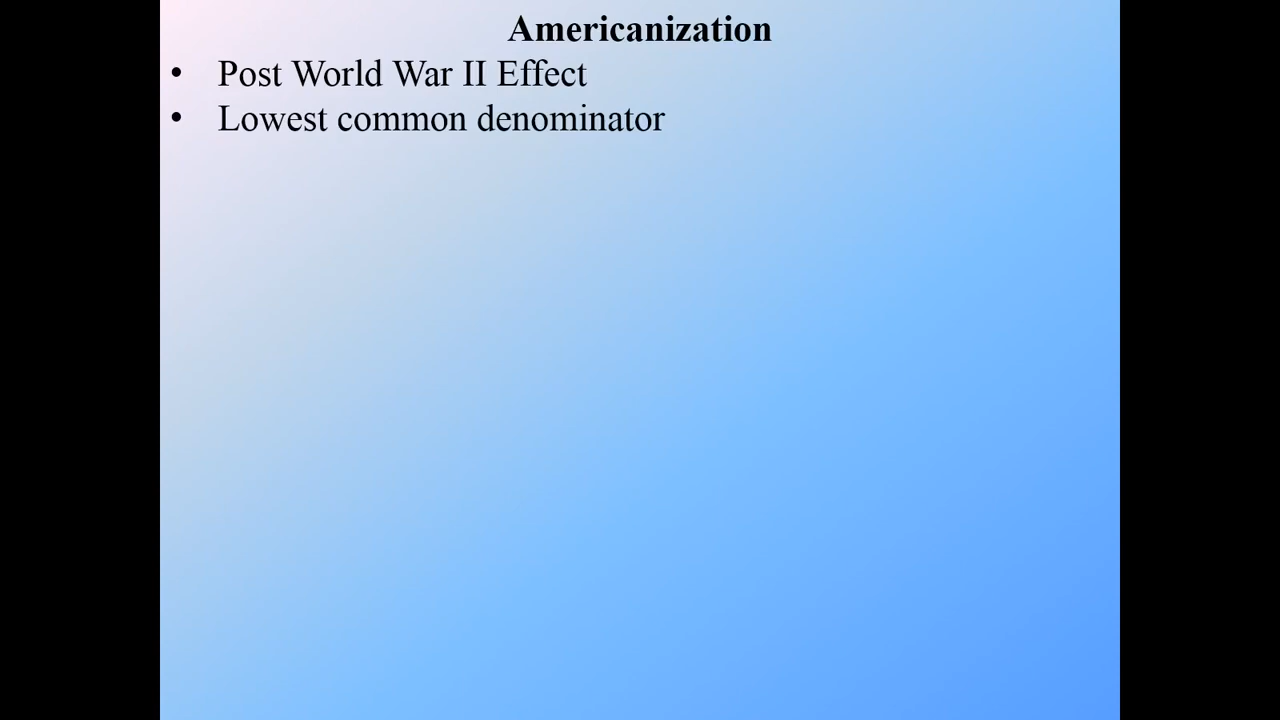 Americanization
• Post World War II Effect
• Lowest common denominator